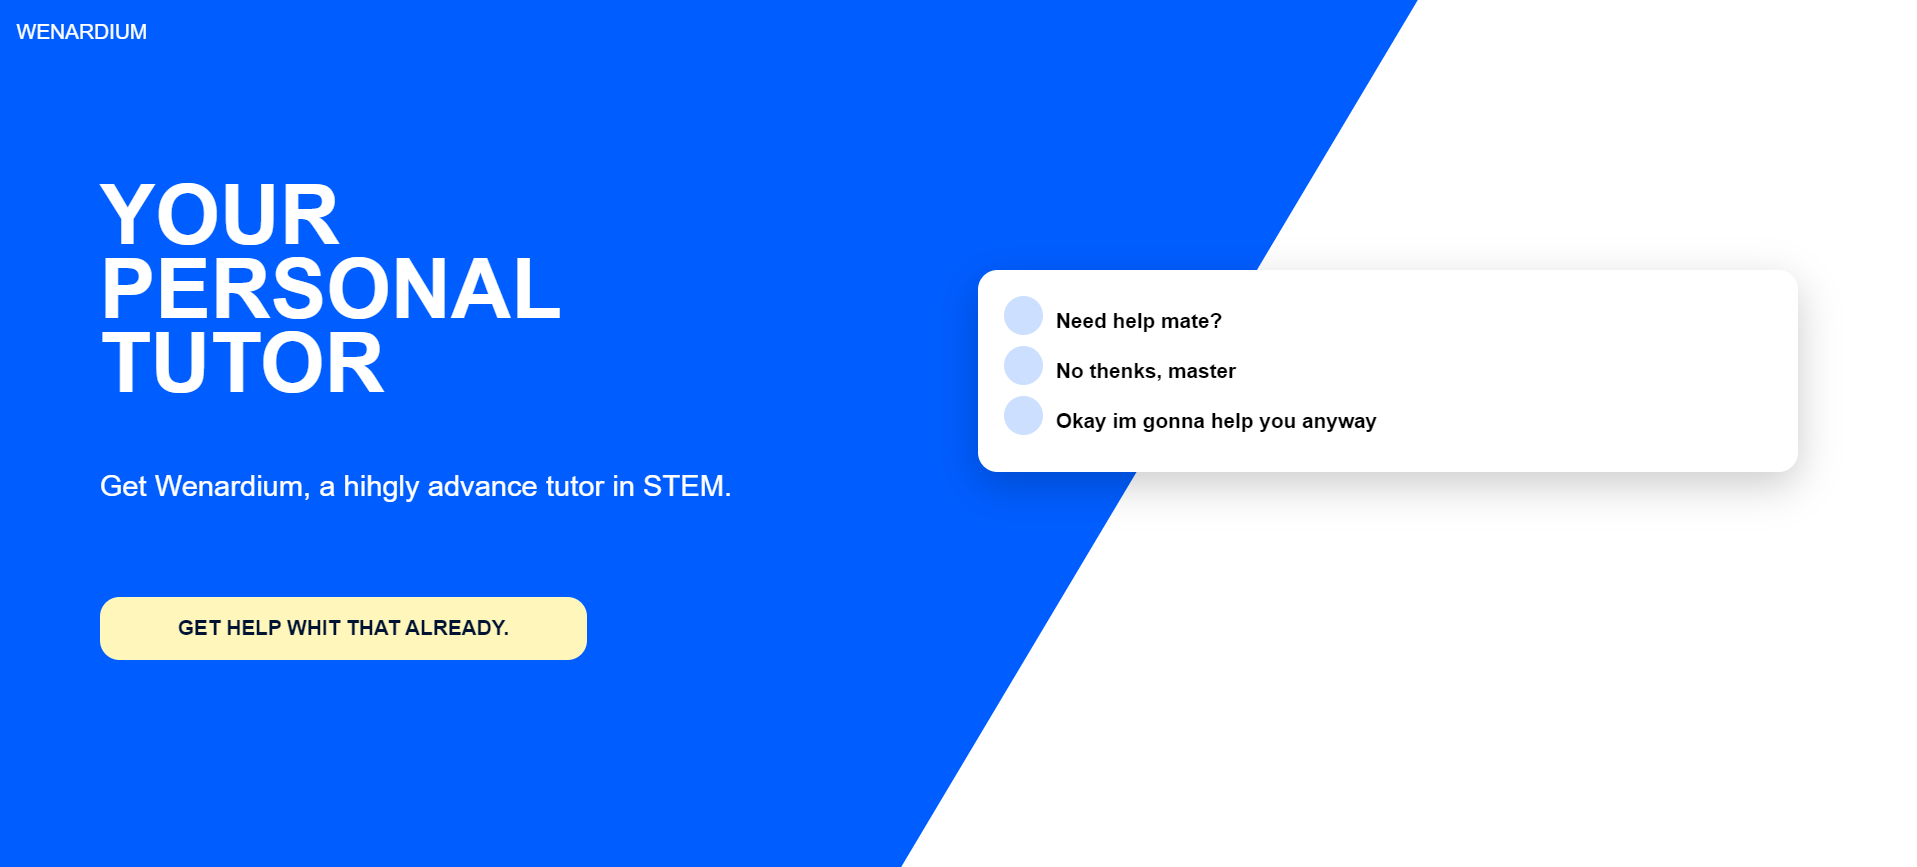 WENARDIUM
YOUR
PERSONAL
TUTOR
Get Wenardium, a hihgly advance tutor in STEM.
GET HELP WHIT THAT ALREADY.
Need help mate?
No thenks, master
Okay im gonna help you anyway